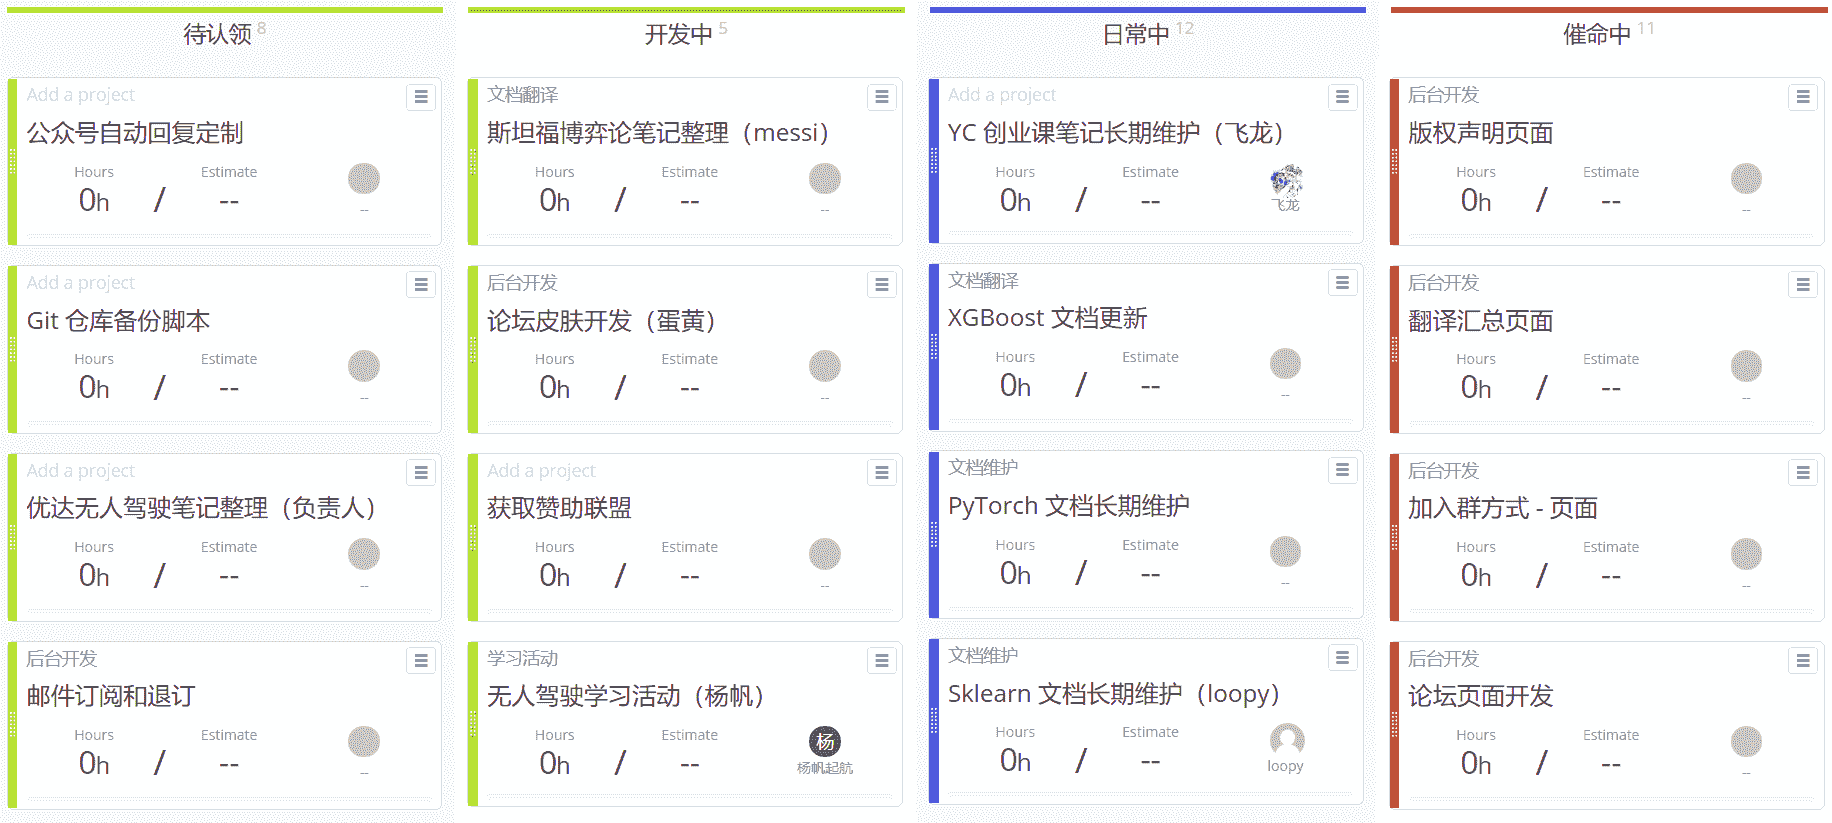 待认领 8
Add a project
公众号自动回复定制
Hours Estimate
0h / --
--
Add a project
Git 仓库备份脚本
Hours Estimate
0h / --
--
Add a project
优达无人驾驶笔记整理（负责人）
Hours Estimate
0h / --
--
后台开发
邮件订阅和退订
Hours Estimate
0h / --
--
开发中 5
文档翻译
斯坦福博弈论笔记整理（messi）
Hours Estimate
0h / --
--
后台开发
论坛皮肤开发（蛋黄）
Hours Estimate
0h / --
--
Add a project
获取赞助联盟
Hours Estimate
0h / --
--
学习活动
无人驾驶学习活动（杨帆）
Hours Estimate
0h / --
杨
杨帆起航
日常中 12
Add a project
YC 创业课笔记长期维护（飞龙）
Hours Estimate
0h / --
飞龙
文档翻译
XGBoost 文档更新
Hours Estimate
0h / --
--
文档维护
PyTorch 文档长期维护
Hours Estimate
0h / --
--
文档维护
Sklearn 文档长期维护（loopy）
Hours Estimate
0h / --
loopy
催命中 11
后台开发
版权声明页面
Hours Estimate
0h / --
--
后台开发
翻译汇总页面
Hours Estimate
0h / --
--
后台开发
加入群方式 - 页面
Hours Estimate
0h / --
--
后台开发
论坛页面开发
Hours Estimate
0h / --
--